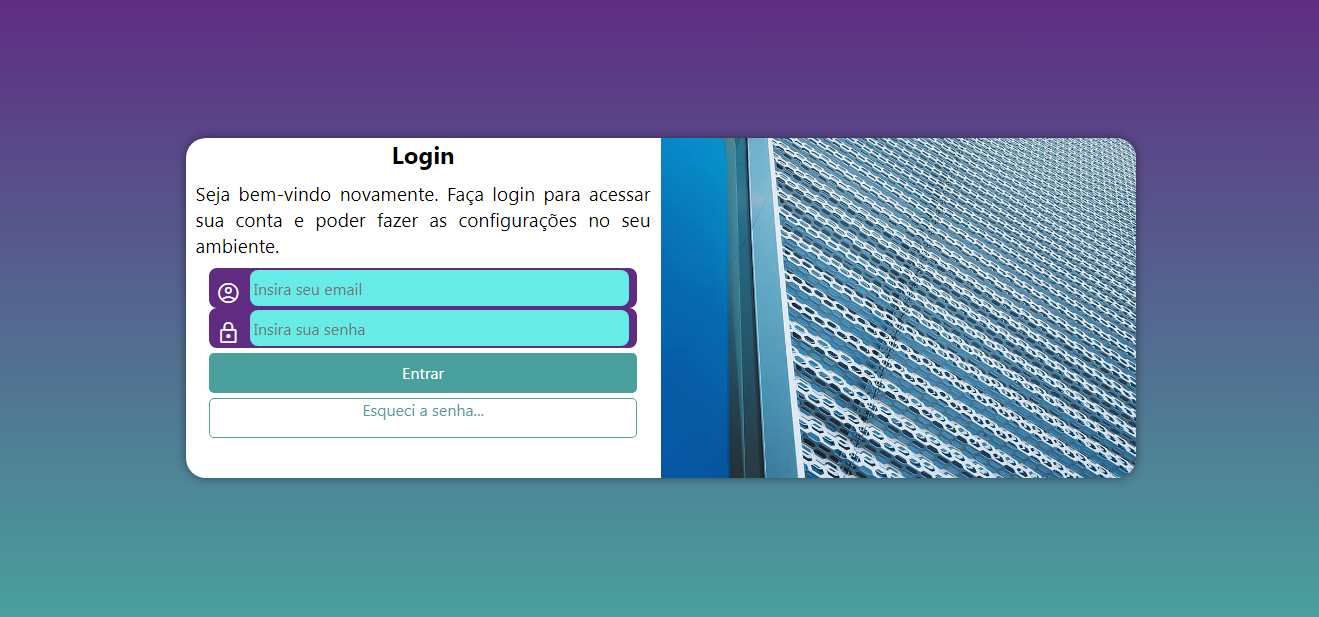 Login
Seja bem-vindo novamente. Faça login para acessar
sua conta e poder fazer as configurações no seu
ambiente.
Insira seu email
Insira sua senha
Entrar
Esqueci a senha...